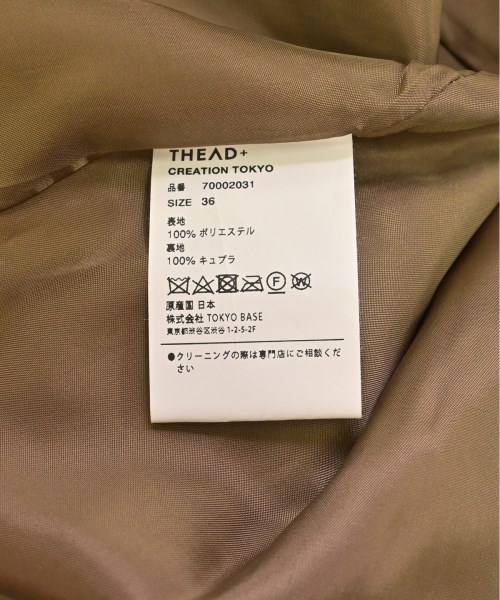 THEAD+
CREATION TOKYO
品番 70002031
SIZE 36
表地
100% ポリエステル
裏地
100% キュプラ
F W
原産国 日本
株式会社 TOKYO BASE
東京都渋谷区渋谷1-2-5-2F
●クリーニングの際は専門店にご相談くだ
さい